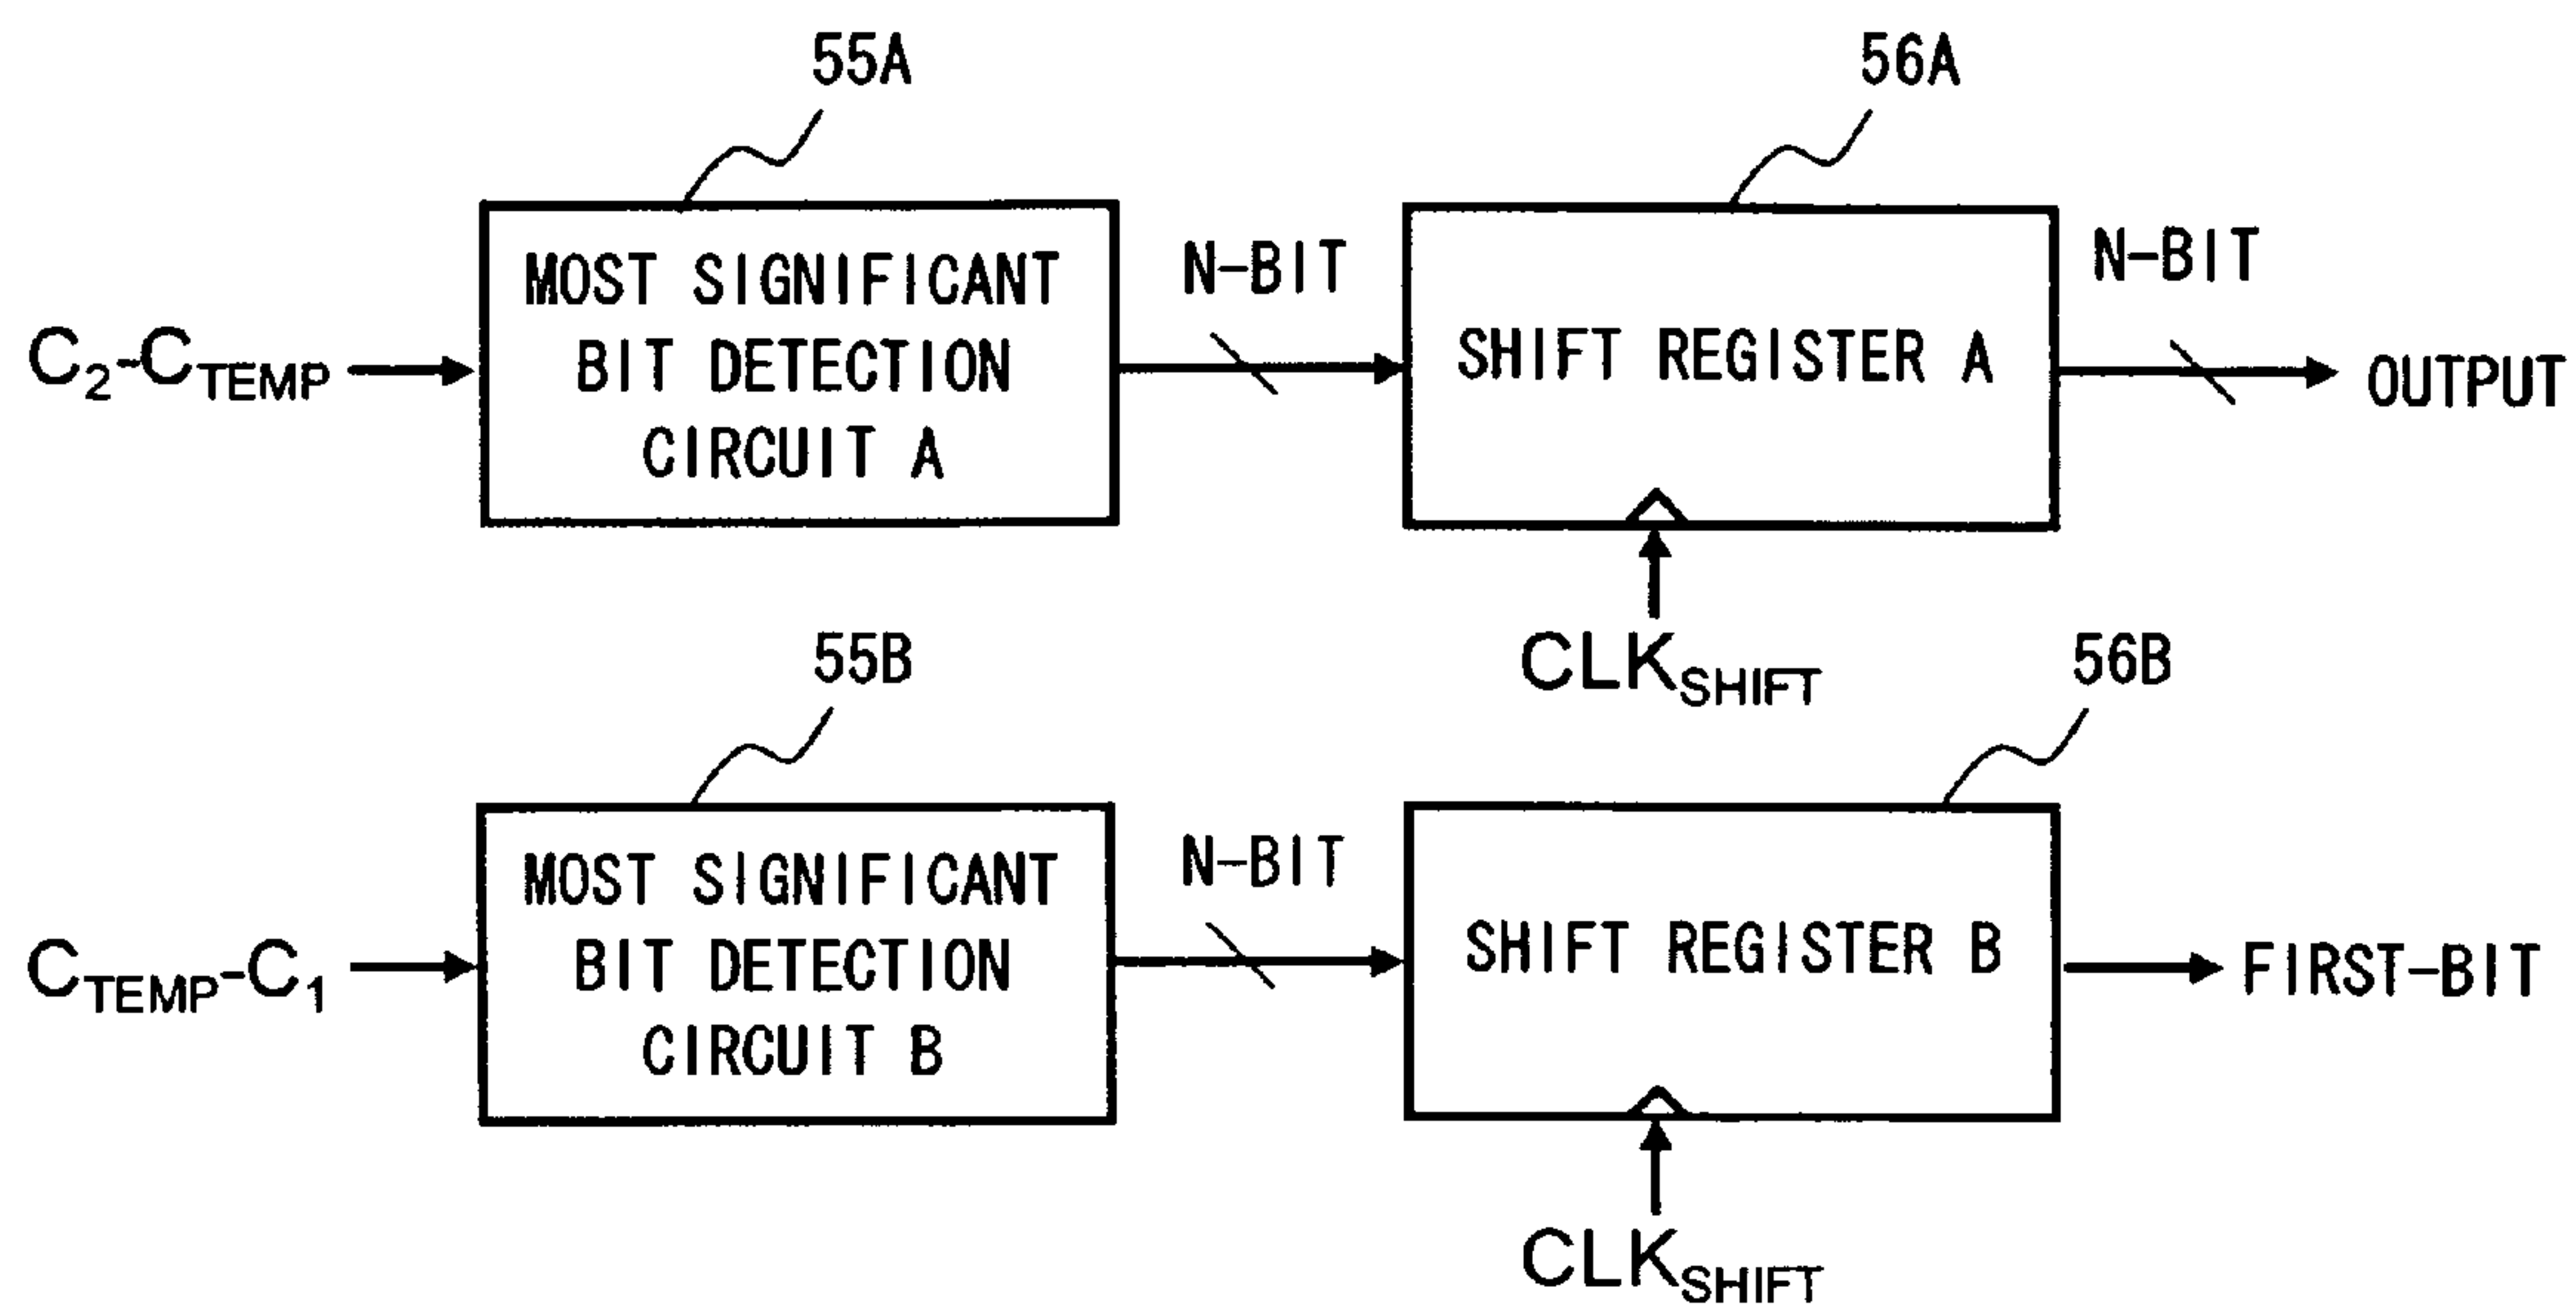 55A
56A
MOST SIGNIFICANT
BIT DETECTION
CIRCUIT A
N-BIT
SHIFT REGISTER A
N-BIT
C2-CTEMP
OUTPUT
CLKSHIFT
55B
56B
MOST SIGNIFICANT
BIT DETECTION
CIRCUIT B
N-BIT
SHIFT REGISTER B
CTEMP-C1
FIRST-BIT
CLKSHIFT